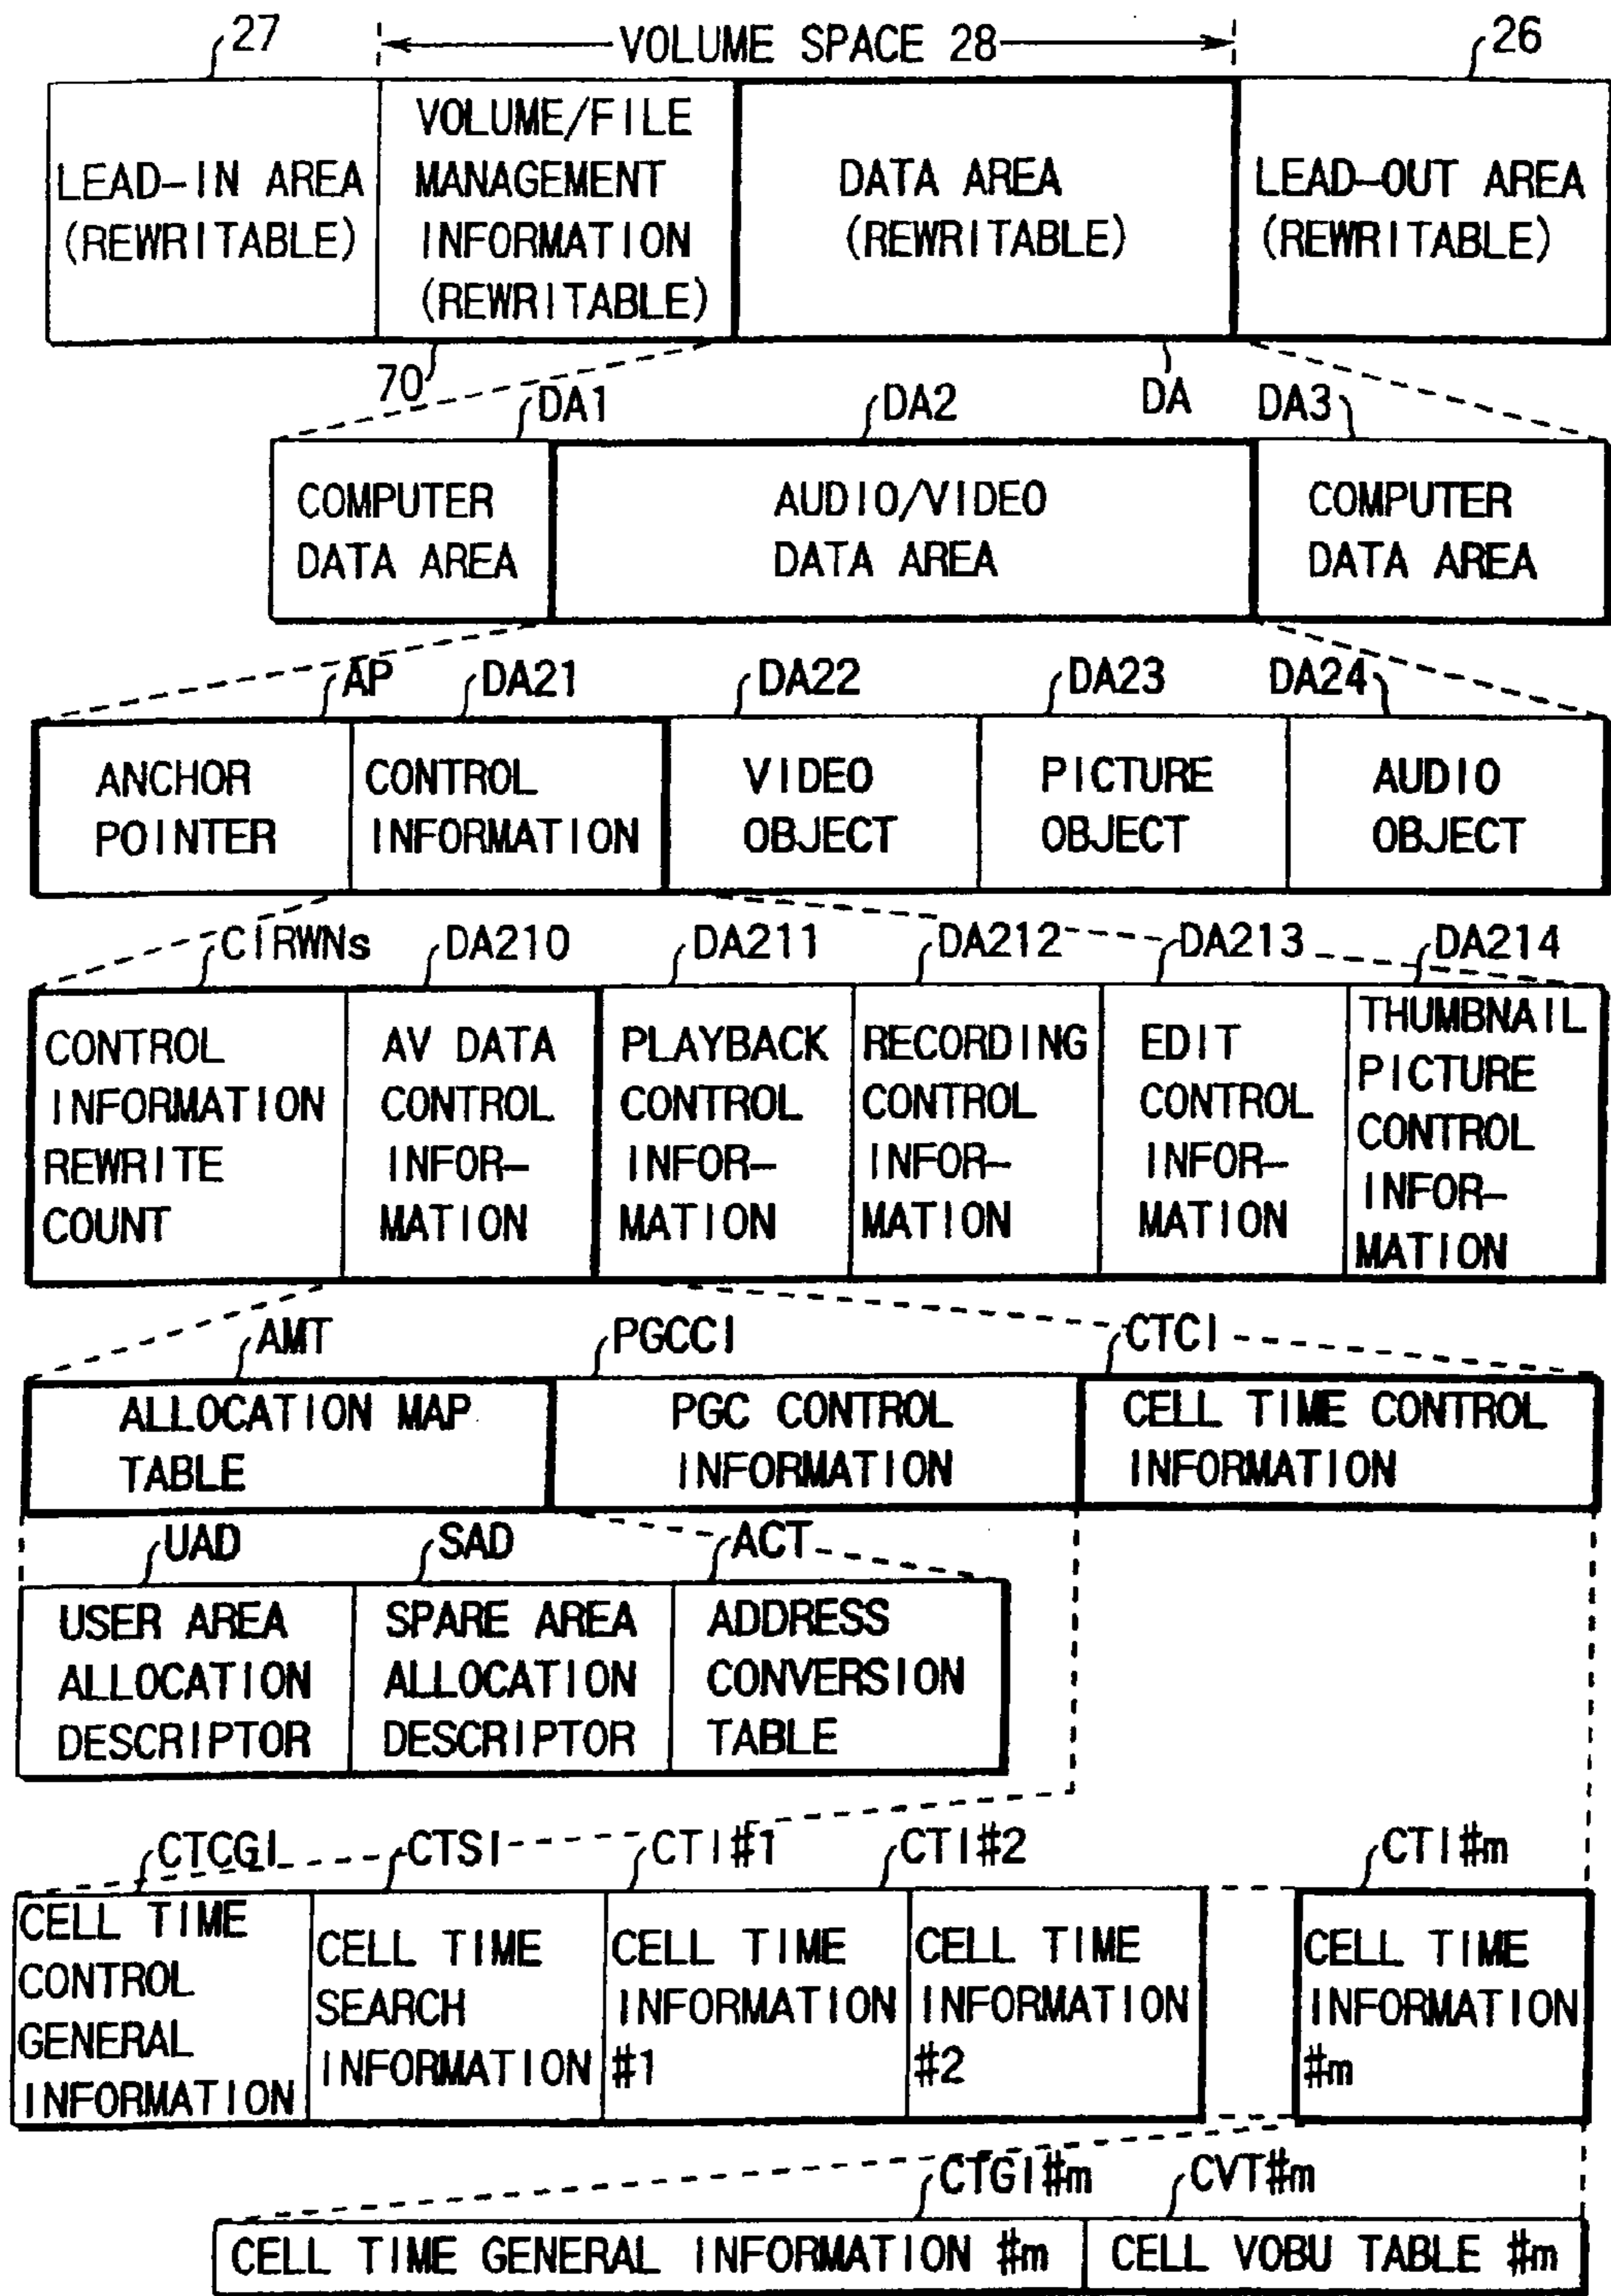 27
VOLUME SPACE 28
26
LEAD-IN AREA
(REWRITABLE)
VOLUME/FILE
MANAGEMENT
INFORMATION
(REWRITABLE)
DATA AREA
(REWRITABLE)
LEAD-OUT AREA
(REWRITABLE)
70
DA
DA1
DA2
DA3
COMPUTER
DATA AREA
AUDIO/VIDEO
DATA AREA
COMPUTER
DATA AREA
AP
DA21
DA22
DA23
DA24
ANCHOR
POINTER
CONTROL
INFORMATION
VIDEO
OBJECT
PICTURE
OBJECT
AUDIO
OBJECT
CIRWNs
DA210
DA211
DA212
DA213
DA214
CONTROL
INFORMATION
REWRITE
COUNT
AV DATA
CONTROL
INFOR-
MATION
PLAYBACK
CONTROL
INFOR-
MATION
RECORDING
CONTROL
INFOR-
MATION
EDIT
CONTROL
INFOR-
MATION
THUMBNAIL
PICTURE
CONTROL
INFOR-
MATION
AMT
PGCCI
CTCI
ALLOCATION MAP
TABLE
PGC CONTROL
INFORMATION
CELL TIME CONTROL
INFORMATION
UAD
SAD
ACT
USER AREA
ALLOCATION
DESCRIPTOR
SPARE AREA
ALLOCATION
DESCRIPTOR
ADDRESS
CONVERSION
TABLE
CTCGI
CTSI
CTI#1
CTI#2
CTI#m
CELL TIME
CONTROL
GENERAL
INFORMATION
CELL TIME
SEARCH
INFORMATION
CELL TIME
INFORMATION
#1
CELL TIME
INFORMATION
#2
CELL TIME
INFORMATION
#m
CTGI#m
CVT#m
CELL TIME GENERAL INFORMATION #m
CELL VOBU TABLE #m